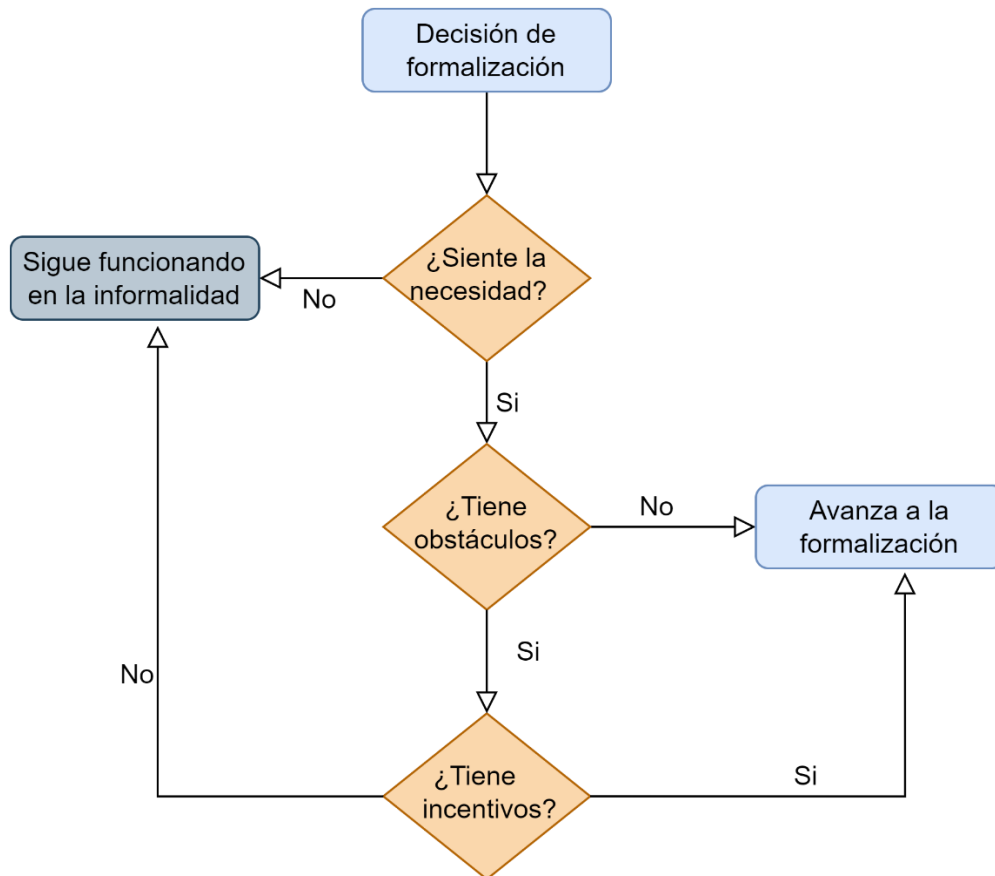 Decisión de
formalización
¿Siente la
necesidad?
Sigue funcionando
en la informalidad
No
Si
¿Tiene
obstáculos?
No
Avanza a la
formalización
Si
No
¿Tiene
incentivos?
Si